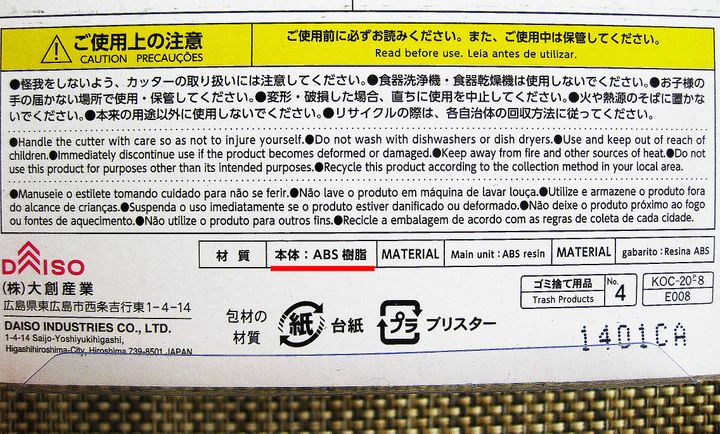 ご使用上の注意
CAUTION PRECAUÇÕES
ご使用前に必ずお読みください。また、ご使用中は保管してください。
Read before use. Leia antes de utilizar.
●怪我をしないよう、カッターの取り扱いには注意してください。●食器洗浄機・食器乾燥機は使用しないでください。●お子様の
手の届かない場所で使用・保管してください。●変形・破損した場合、直ちに使用を中止してください。●火や熱源のそばに置かな
いでください。●本来の用途以外に使用しないでください。●リサイクルの際は、各自治体の回収方法に従ってください。
●Handle the cutter with care so as not to injure yourself.●Do not wash with dishwashers or dish dryers.●Use and keep out of reach of
children.●Immediately discontinue use if the product becomes deformed or damaged.●Keep away from fire and other sources of heat.●Do not
use this product for purposes other than its intended purposes.●Recycle this product according to the collection method in your local area.
●Manuseie o estilete tomando cuidado para não se ferir.●Não lave o produto em máquina de lavar louça.●Utilize e armazene o produto fora
do alcance de crianças.●Suspenda o uso imediatamente se o produto estiver danificado ou deformado.●Não deixe o produto próximo ao fogo
ou fontes de aquecimento.●Não utilize o produto para outros fins.●Recicle a embalagem de acordo com as regras de coleta de cada cidade.
材質 本体：ABS樹脂 MATERIAL Main unit : ABS resin MATERIAL gabarito : Resina ABS
DAISO
(株)大創産業
広島県東広島市西条吉行東1-4-14
DAISO INDUSTRIES CO., LTD.
1-4-14 Saijo-Yoshiyukihigashi,
Higashihiroshima-City, Hiroshima 739-8501 JAPAN
包材の
材質
紙 台紙
プラ ブリスター
ゴミ捨て用品
Trash Products
No. 4
KOC-20-8
E008
1401CA